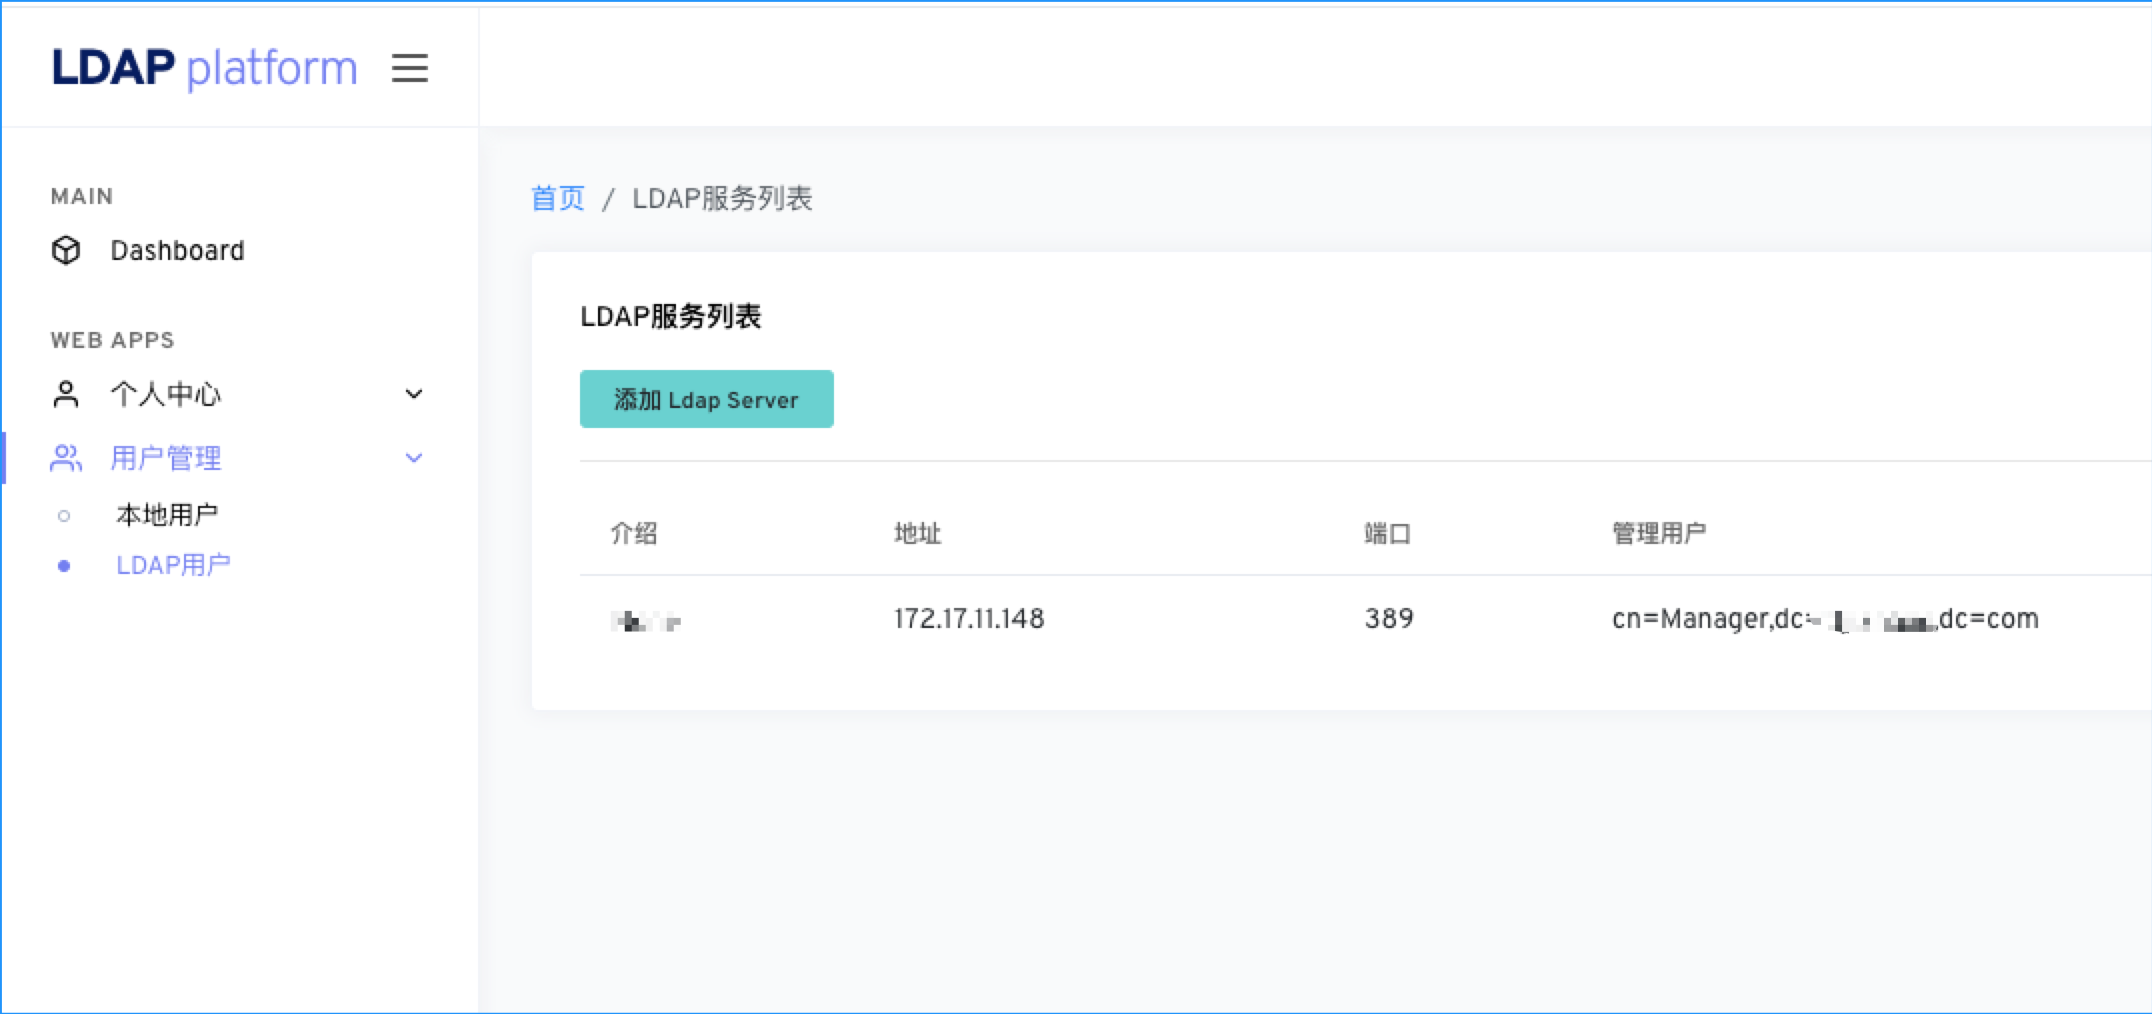 LDAP platform
MAIN
Dashboard
WEB APPS
个人中心
用户管理
本地用户
LDAP用户
首页 / LDAP服务列表
LDAP服务列表
添加 Ldap Server
介绍 地址 端口 管理用户
172.17.11.148 389 cn=Manager,dc= ,dc=com